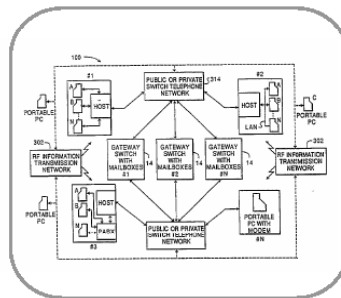 100
#1
A
B
N
HOST
PUBLIC OR PRIVATE
SWITCH TELEPHONE
NETWORK
314
#2
HOST
A
B
N
LAN
PORTABLE
PC
C
PORTABLE
PC
302
RF INFORMATION
TRANSMISSION
NETWORK
GATEWAY
SWITCH
WITH
MAILBOXES
#1
14
GATEWAY
SWITCH
WITH
MAILBOXES
#2
14
GATEWAY
SWITCH
WITH
MAILBOXES
#N
14
302
RF INFORMATION
TRANSMISSION
NETWORK
PORTABLE
PC
A
B
N
HOST
PABX
#3
PUBLIC OR PRIVATE
SWITCH TELEPHONE
NETWORK
PORTABLE
PC WITH
MODEM
#N
PORTABLE
PC